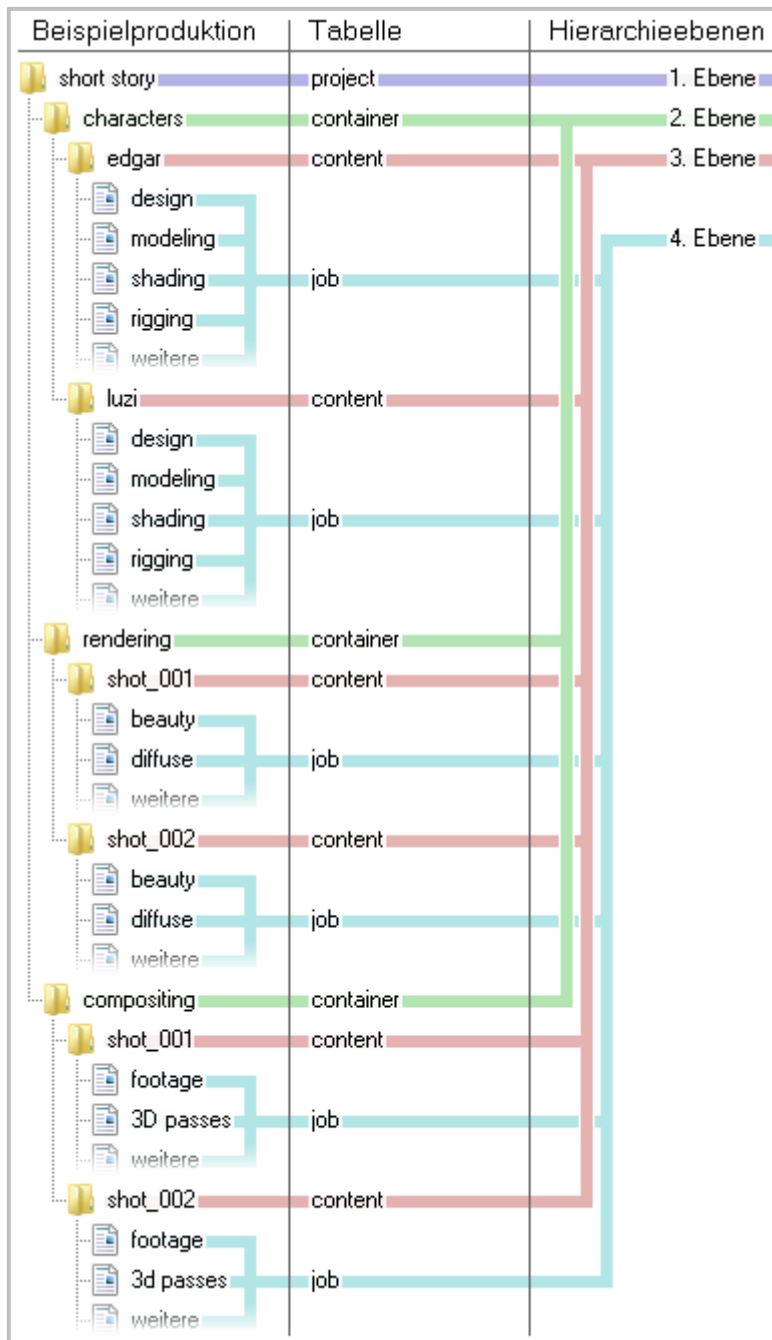 Beispielproduktion Tabelle Hierarchieebenen
short story project 1. Ebene
characters container 2. Ebene
edgar content 3. Ebene
design
modeling 4. Ebene
shading job
rigging
weitere
luzi content
design
modeling
shading job
rigging
weitere
rendering container
shot_001 content
beauty
diffuse job
weitere
shot_002 content
beauty
diffuse job
weitere
compositing container
shot_001 content
footage
3D passes job
weitere
shot_002 content
footage
3d passes job
weitere